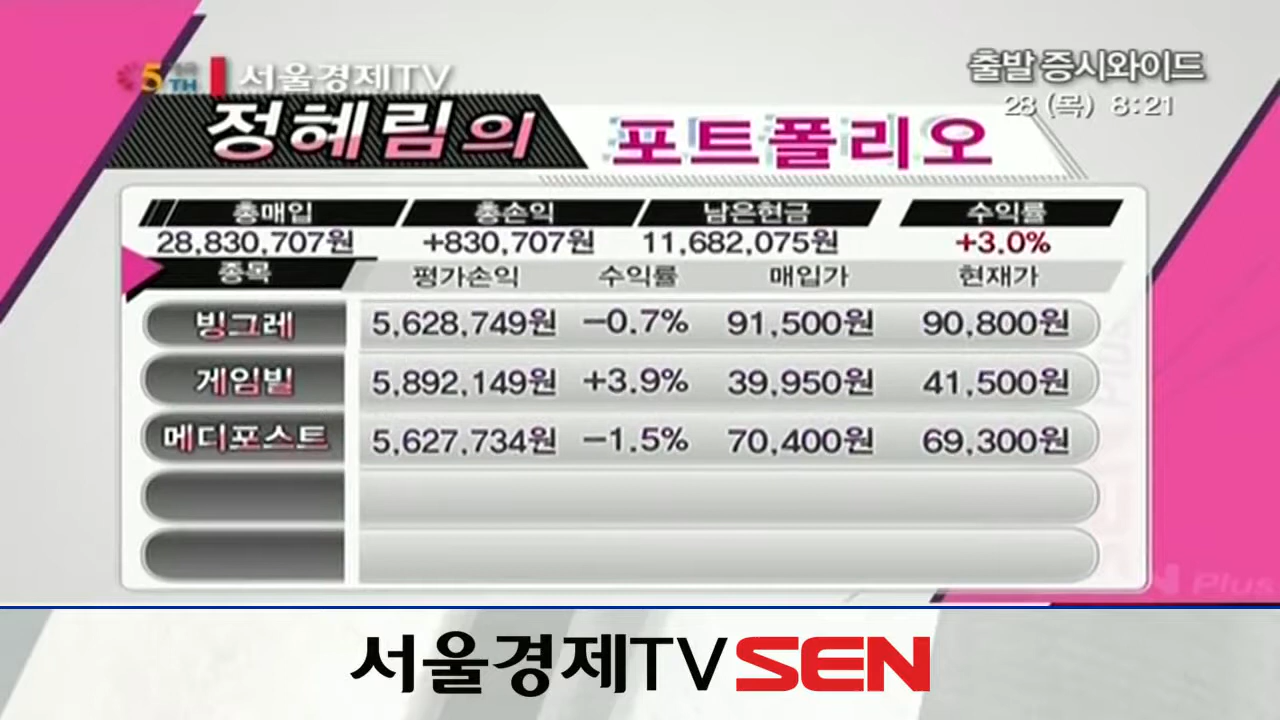 5TH 서울경제TV
출발 증시와이드
28 (목) 8:21
정혜림의 포트폴리오
총매입 총손익 남은현금 수익률
28,830,707원 +830,707원 11,682,075원 +3.0%
종목 평가손익 수익률 매입가 현재가
빙그레 5,628,749원 -0.7% 91,500원 90,800원
게임빌 5,892,149원 +3.9% 39,950원 41,500원
메디포스트 5,627,734원 -1.5% 70,400원 69,300원
Plus
서울경제TV SEN